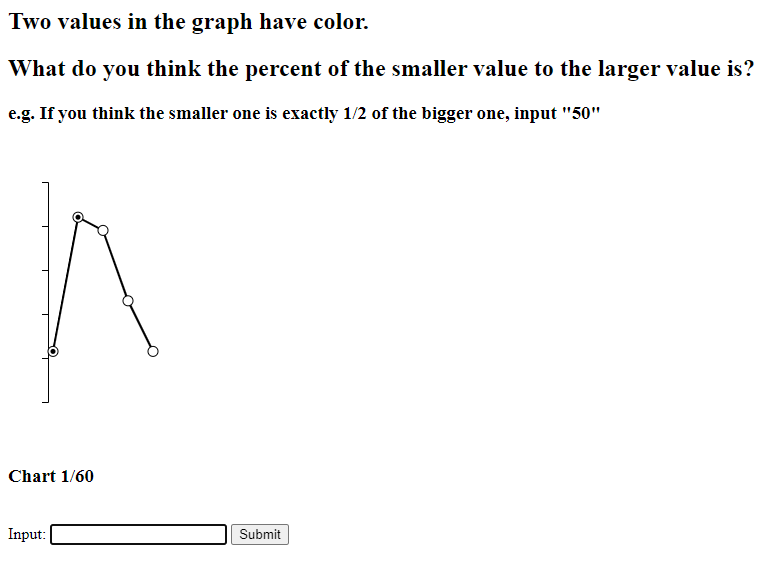 Two values in the graph have color.
What do you think the percent of the smaller value to the larger value is?
e.g. If you think the smaller one is exactly 1/2 of the bigger one, input "50"
Chart 1/60
Input:
Submit